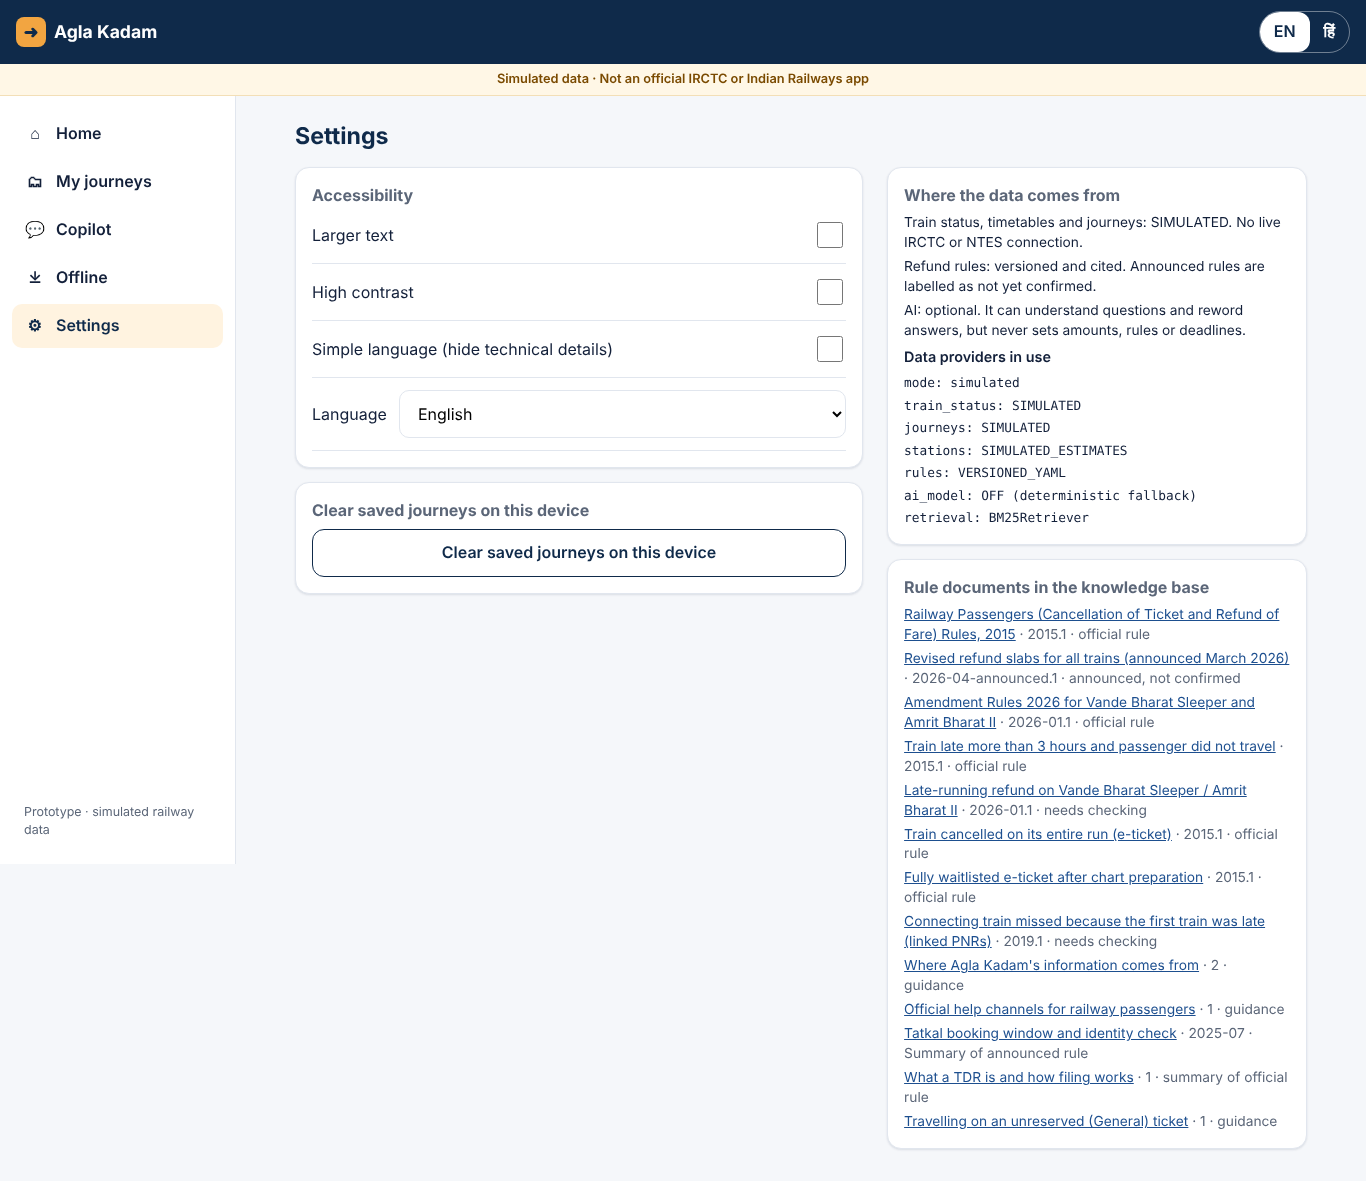 Agla Kadam
EN
हिं
Simulated data · Not an official IRCTC or Indian Railways app
Home
My journeys
Copilot
Offline
Settings
Prototype · simulated railway
data
Settings
Accessibility
Larger text
High contrast
Simple language (hide technical details)
Language
English
Clear saved journeys on this device
Clear saved journeys on this device
Where the data comes from
Train status, timetables and journeys: SIMULATED. No live
IRCTC or NTES connection.
Refund rules: versioned and cited. Announced rules are
labelled as not yet confirmed.
AI: optional. It can understand questions and reword
answers, but never sets amounts, rules or deadlines.
Data providers in use
mode: simulated
train_status: SIMULATED
journeys: SIMULATED
stations: SIMULATED_ESTIMATES
rules: VERSIONED_YAML
ai_model: OFF (deterministic fallback)
retrieval: BM25Retriever
Rule documents in the knowledge base
Railway Passengers (Cancellation of Ticket and Refund of
Fare) Rules, 2015 · 2015.1 · official rule
Revised refund slabs for all trains (announced March 2026)
· 2026-04-announced.1 · announced, not confirmed
Amendment Rules 2026 for Vande Bharat Sleeper and
Amrit Bharat II · 2026-01.1 · official rule
Train late more than 3 hours and passenger did not travel ·
2015.1 · official rule
Late-running refund on Vande Bharat Sleeper / Amrit
Bharat II · 2026-01.1 · needs checking
Train cancelled on its entire run (e-ticket) · 2015.1 · official
rule
Fully waitlisted e-ticket after chart preparation · 2015.1 ·
official rule
Connecting train missed because the first train was late
(linked PNRs) · 2019.1 · needs checking
Where Agla Kadam's information comes from · 2 ·
guidance
Official help channels for railway passengers · 1 · guidance
Tatkal booking window and identity check · 2025-07 ·
Summary of announced rule
What a TDR is and how filing works · 1 · summary of official
rule
Travelling on an unreserved (General) ticket · 1 · guidance